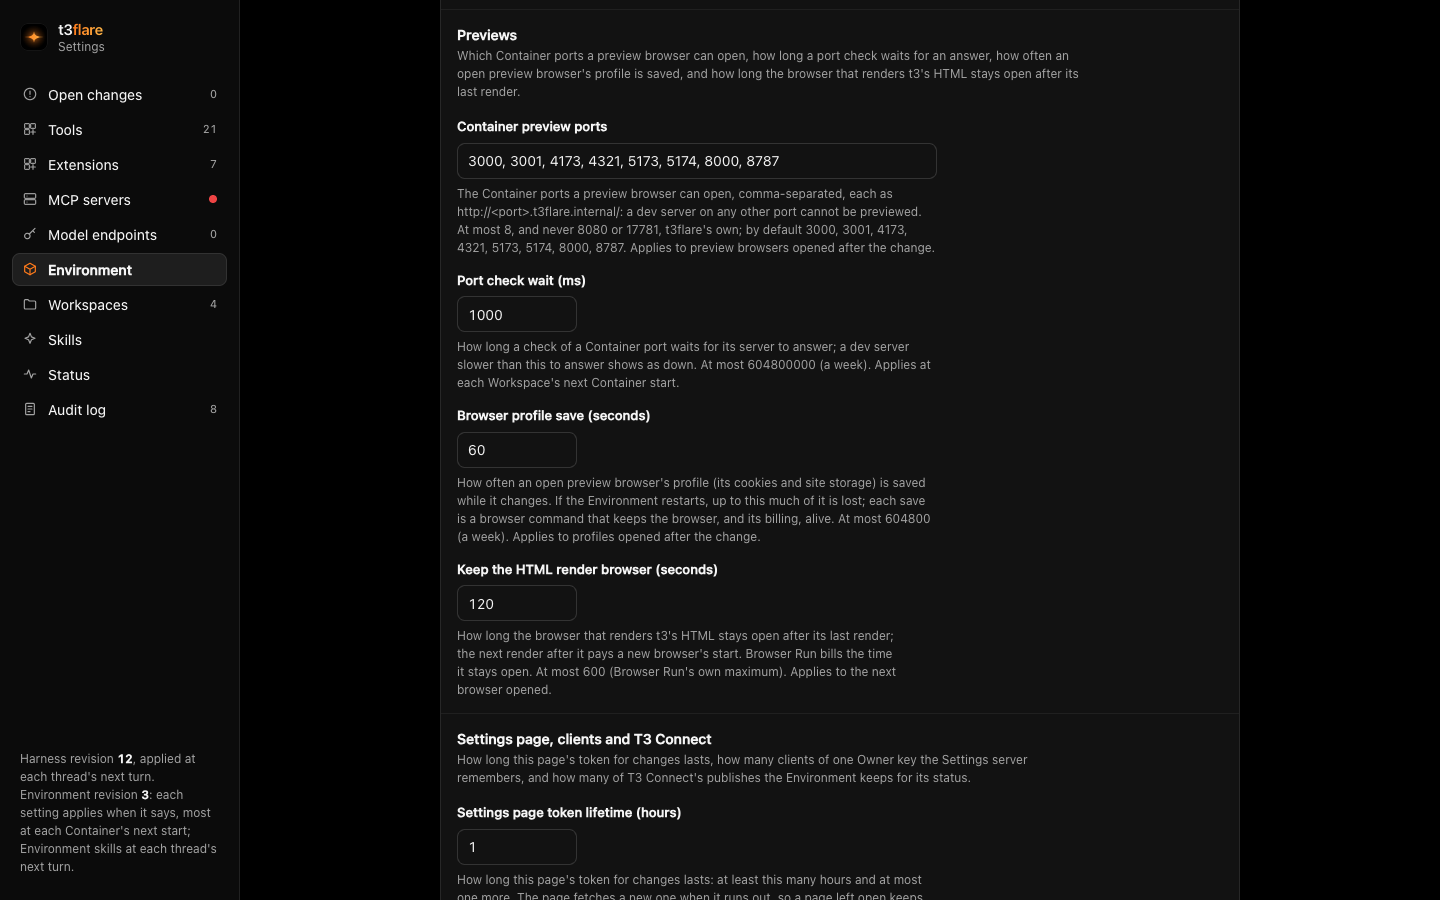 t3flare
Settings
Open changes 0
Tools 21
Extensions 7
MCP servers
Model endpoints 0
Environment
Workspaces 4
Skills
Status
Audit log 8
Harness revision 12, applied at
each thread's next turn.
Environment revision 3: each
setting applies when it says, most
at each Container's next start;
Environment skills at each thread's
next turn.
Previews
Which Container ports a preview browser can open, how long a port check waits for an answer, how often an
open preview browser's profile is saved, and how long the browser that renders t3's HTML stays open after its
last render.
Container preview ports
3000, 3001, 4173, 4321, 5173, 5174, 8000, 8787
The Container ports a preview browser can open, comma-separated, each as
http://<port>.t3flare.internal/: a dev server on any other port cannot be previewed.
At most 8, and never 8080 or 17781, t3flare's own; by default 3000, 3001, 4173,
4321, 5173, 5174, 8000, 8787. Applies to preview browsers opened after the change.
Port check wait (ms)
1000
How long a check of a Container port waits for its server to answer; a dev server
slower than this to answer shows as down. At most 604800000 (a week). Applies at
each Workspace's next Container start.
Browser profile save (seconds)
60
How often an open preview browser's profile (its cookies and site storage) is saved
while it changes. If the Environment restarts, up to this much of it is lost; each save
is a browser command that keeps the browser, and its billing, alive. At most 604800
(a week). Applies to profiles opened after the change.
Keep the HTML render browser (seconds)
120
How long the browser that renders t3's HTML stays open after its last render;
the next render after it pays a new browser's start. Browser Run bills the time
it stays open. At most 600 (Browser Run's own maximum). Applies to the next
browser opened.
Settings page, clients and T3 Connect
How long this page's token for changes lasts, how many clients of one Owner key the Settings server
remembers, and how many of T3 Connect's publishes the Environment keeps for its status.
Settings page token lifetime (hours)
1
How long this page's token for changes lasts: at least this many hours and at most
one more. The page fetches a new one when it runs out, so a page left open keeps